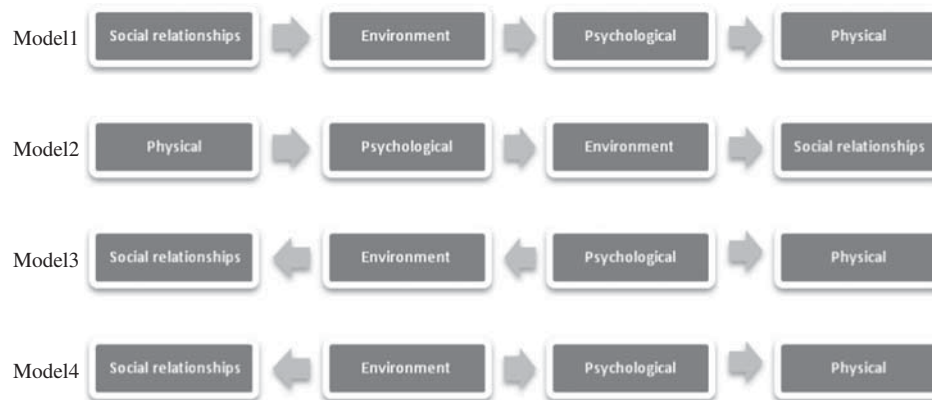 Model1 Social relationships Environment Psychological Physical
Model2 Physical Psychological Environment Social relationships
Model3 Social relationships Environment Psychological Physical
Model4 Social relationships Environment Psychological Physical